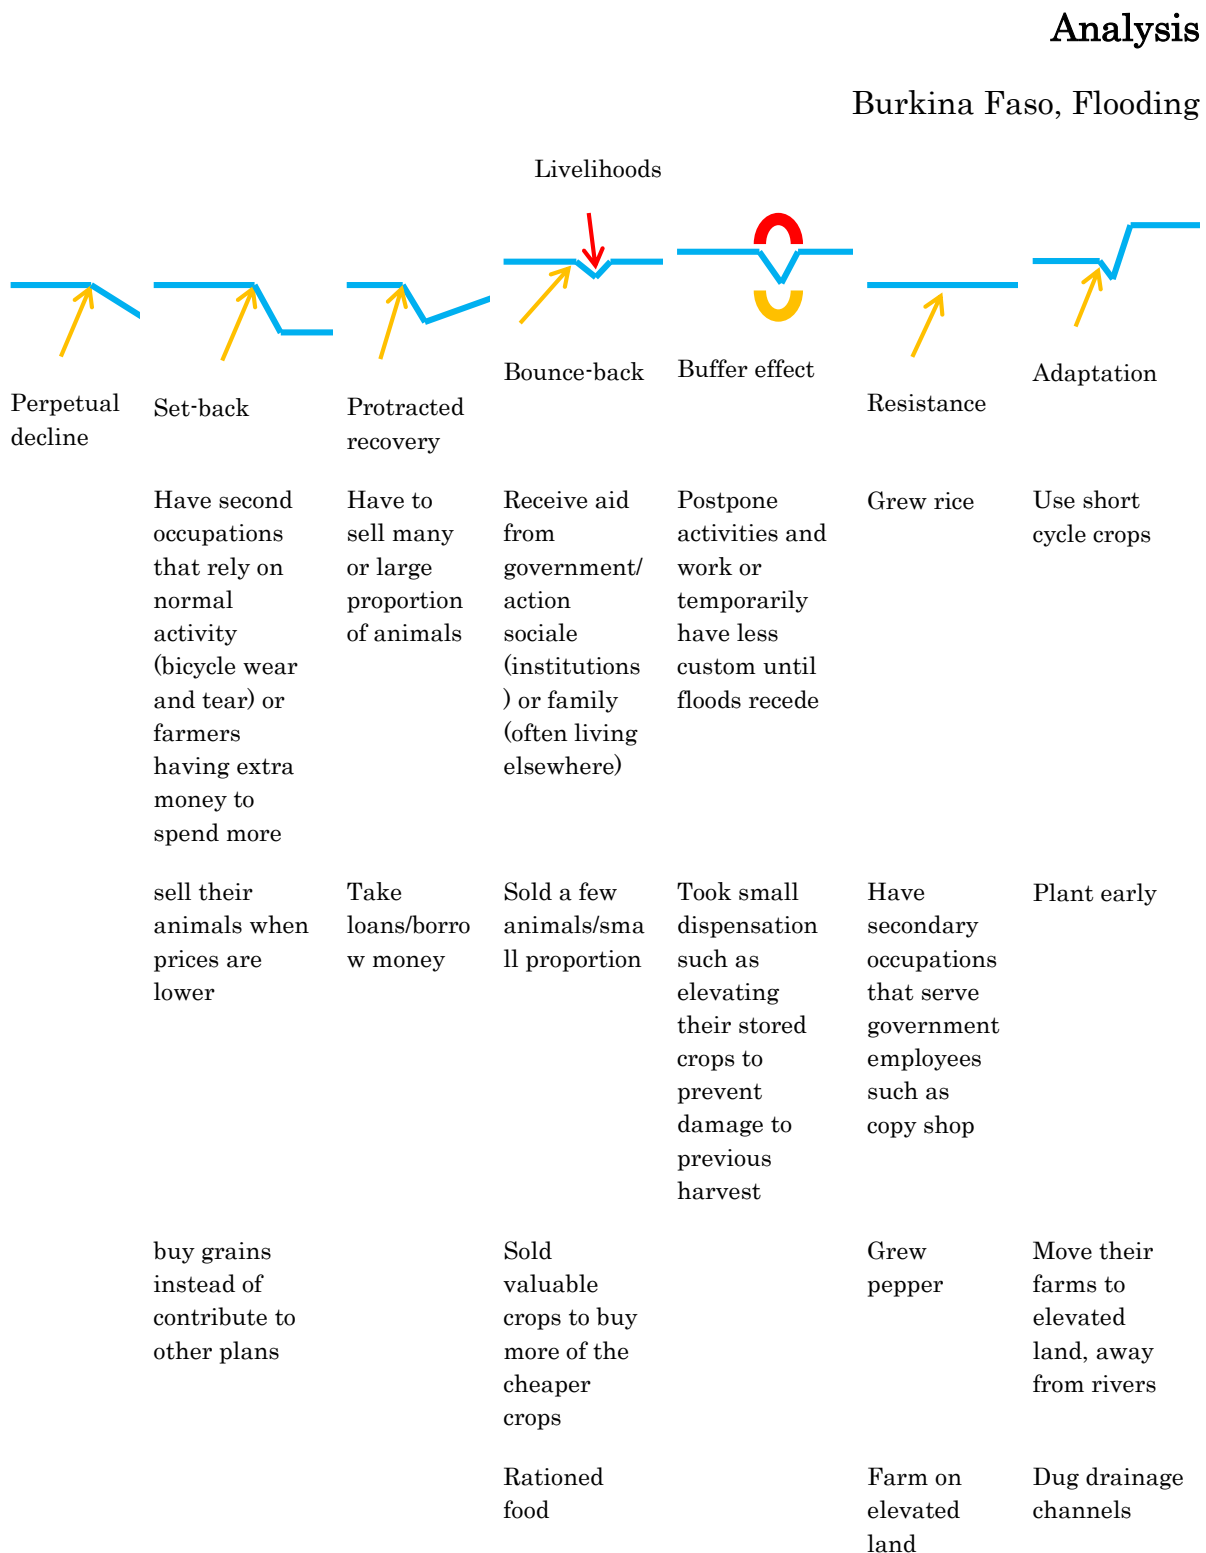 Analysis
Burkina Faso, Flooding
Livelihoods
Perpetual
decline
Set-back
Protracted
recovery
Bounce-back
Buffer effect
Resistance
Adaptation
Have second
occupations
that rely on
normal
activity
(bicycle wear
and tear) or
farmers
having extra
money to
spend more
Have to
sell many
or large
proportion
of animals
Receive aid
from
government/
action
sociale
(institutions
) or family
(often living
elsewhere)
Postpone
activities and
work or
temporarily
have less
custom until
floods recede
Grew rice
Use short
cycle crops
sell their
animals when
prices are
lower
Take
loans/borro
w money
Sold a few
animals/sma
ll proportion
Took small
dispensation
such as
elevating
their stored
crops to
prevent
damage to
previous
harvest
Have
secondary
occupations
that serve
government
employees
such as
copy shop
Plant early
buy grains
instead of
contribute to
other plans
Sold
valuable
crops to buy
more of the
cheaper
crops
Grew
pepper
Move their
farms to
elevated
land, away
from rivers
Rationed
food
Farm on
elevated
land
Dug drainage
channels